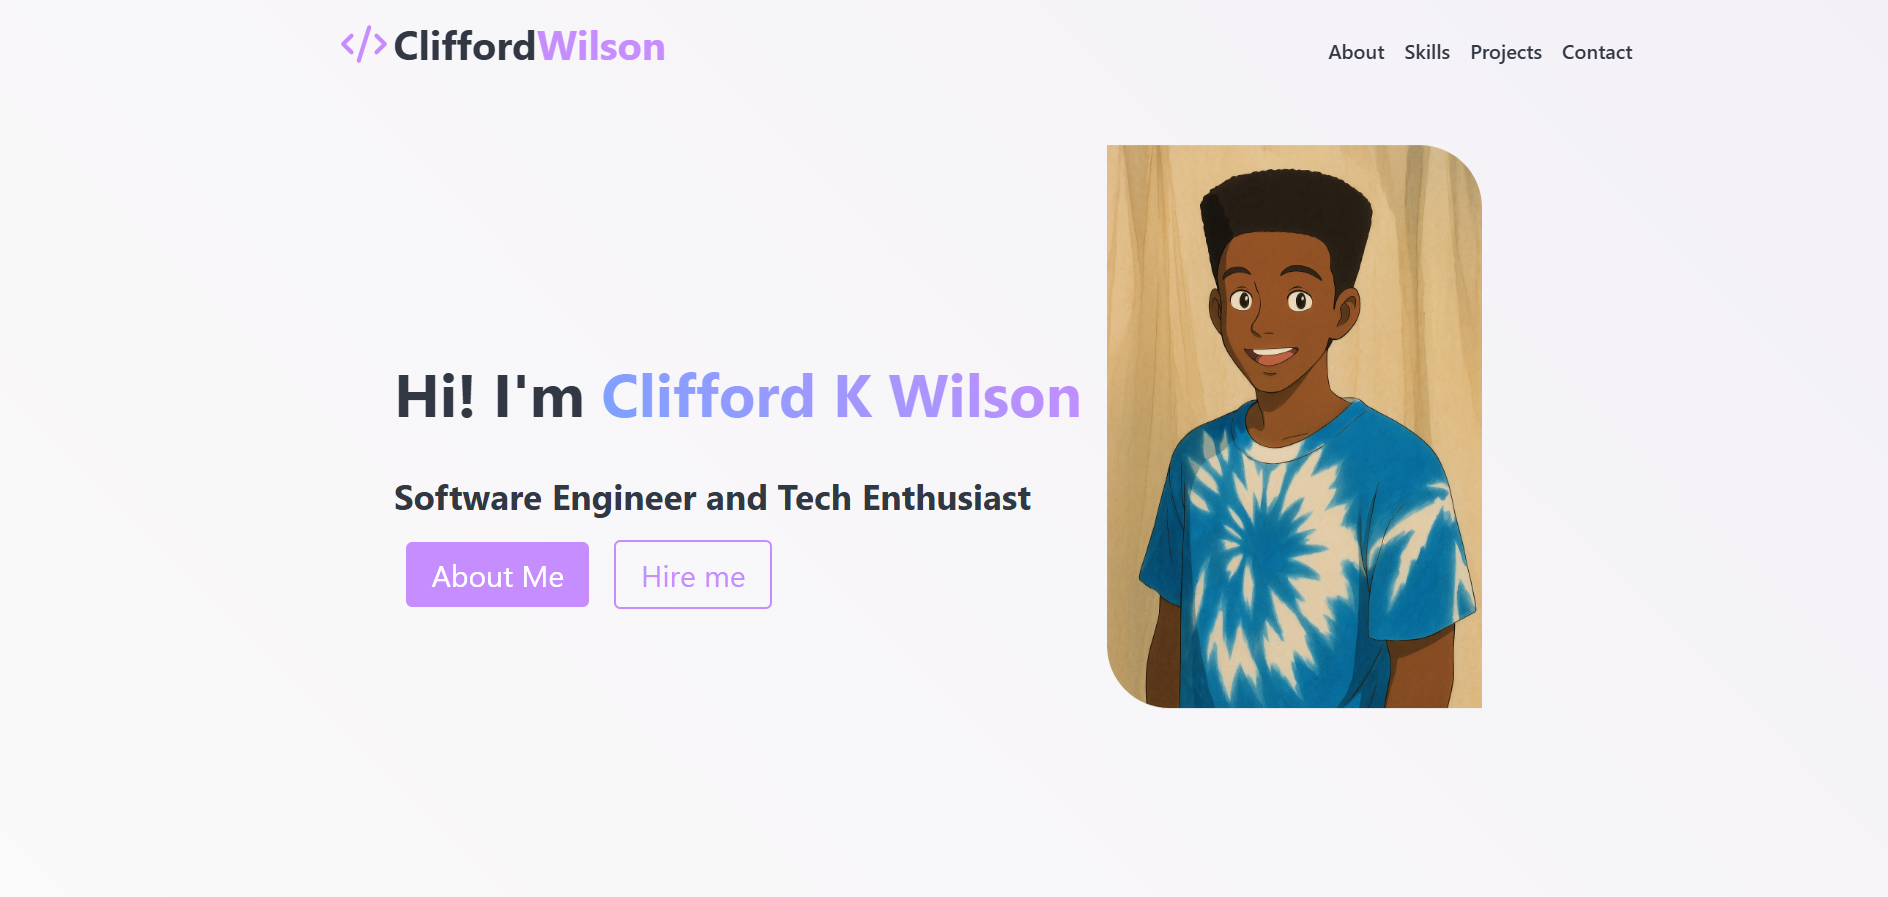 </> CliffordWilson
About Skills Projects Contact
Hi! I'm Clifford K Wilson
Software Engineer and Tech Enthusiast
About Me
Hire me